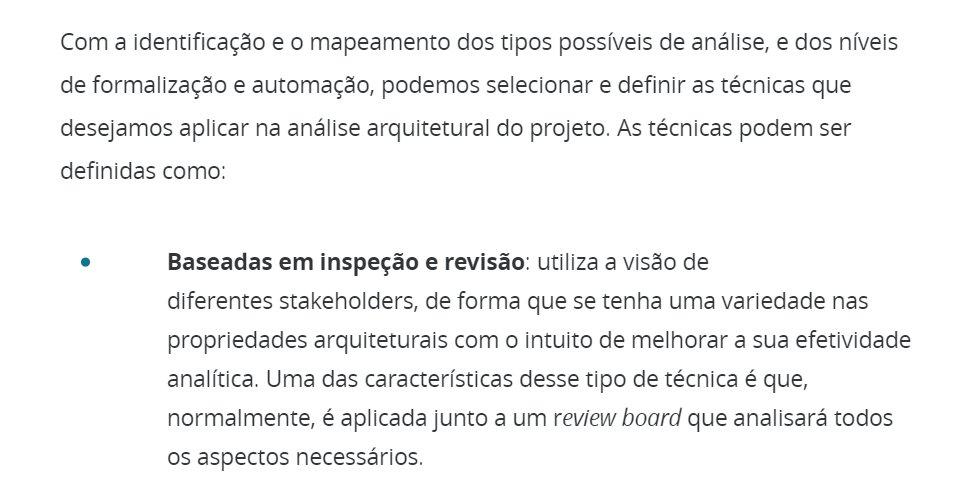 Com a identificação e o mapeamento dos tipos possíveis de análise, e dos níveis
de formalização e automação, podemos selecionar e definir as técnicas que
desejamos aplicar na análise arquitetural do projeto. As técnicas podem ser
definidas como:
• Baseadas em inspeção e revisão: utiliza a visão de
diferentes stakeholders, de forma que se tenha uma variedade nas
propriedades arquiteturais com o intuito de melhorar a sua efetividade
analítica. Uma das características desse tipo de técnica é que,
normalmente, é aplicada junto a um review board que analisará todos
os aspectos necessários.